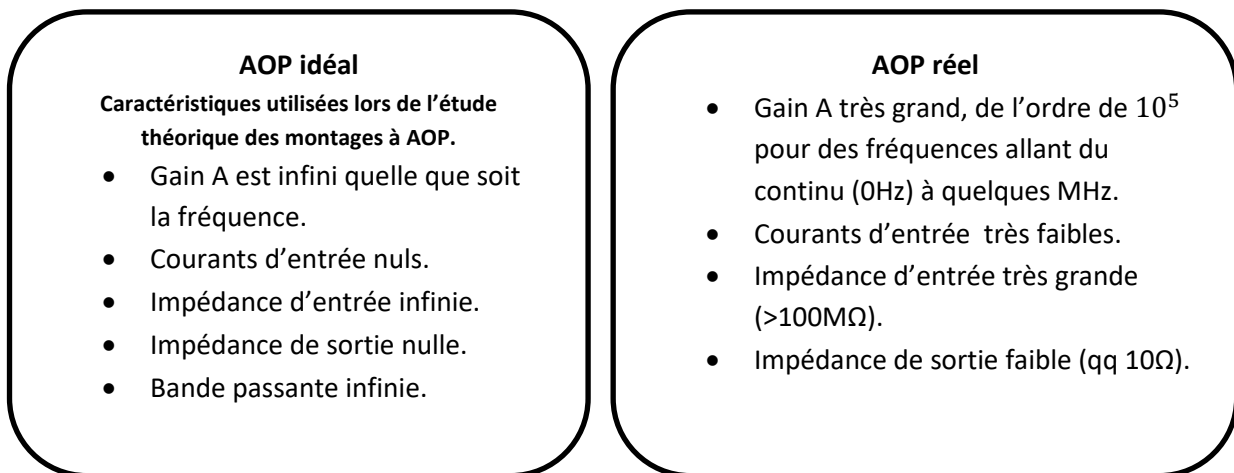 AOP idéal
Caractéristiques utilisées lors de l'étude
théorique des montages à AOP.
• Gain A est infini quelle que soit
la fréquence.
• Courants d'entrée nuls.
• Impédance d'entrée infinie.
• Impédance de sortie nulle.
• Bande passante infinie.
AOP réel
• Gain A très grand, de l'ordre de 10⁵
pour des fréquences allant du
continu (0Hz) à quelques MHz.
• Courants d'entrée très faibles.
• Impédance d'entrée très grande
(>100MΩ).
• Impédance de sortie faible (qq 10Ω).